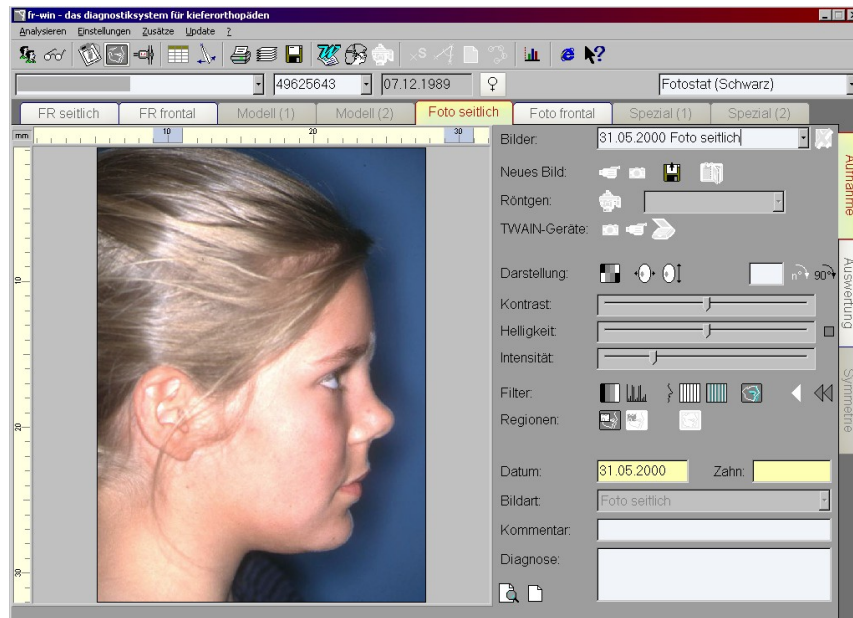 fr-win - das diagnostiksystem für kieferorthopäden
Analysieren Einstellungen Zusätze Update ?
49625643 07.12.1989 ♀ Fotostat (Schwarz)
FR seitlich FR frontal Modell (1) Modell (2) Foto seitlich Foto frontal Spezial (1) Spezial (2)
mm 10 20 30
Bilder: 31.05.2000 Foto seitlich
Neues Bild:
Röntgen:
TWAIN-Geräte:
Darstellung: n° 90°
Kontrast:
Helligkeit:
Intensität:
Filter:
Regionen:
Datum: 31.05.2000 Zahn:
Bildart: Foto seitlich
Kommentar:
Diagnose:
Aufnahme
Auswertung
Symmetrie
10
20
30